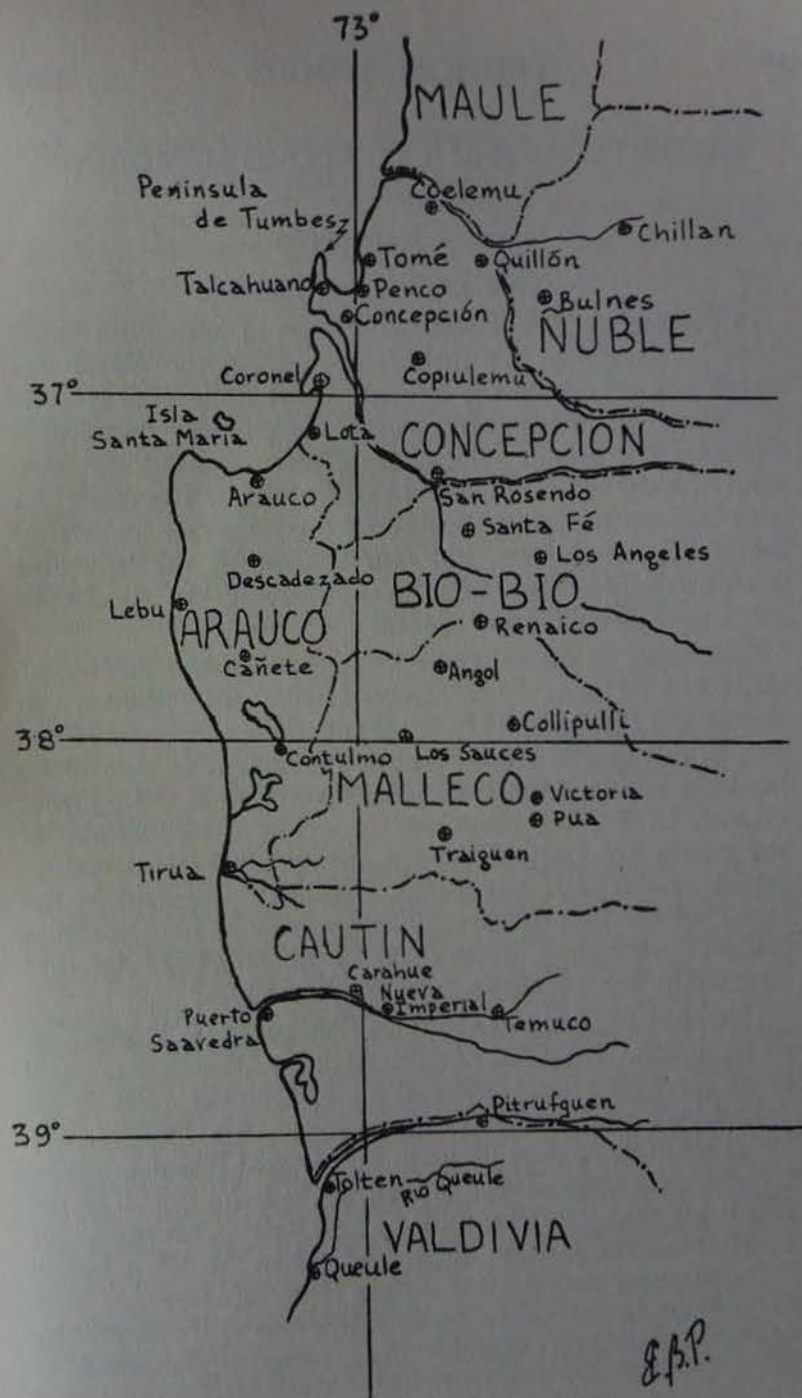 73°
MAULE
Peninsula
de Tumbes
Coelemu
Chillan
Tomé
Quillón
Talcahuano
Penco
Bulnes
Concepción
ÑUBLE
Coronel
Copiulemu
37°
Isla
Santa Maria
Lota
CONCEPCION
Arauco
San Rosendo
Santa Fé
Los Angeles
Descadezado
BIO-BIO
Lebu
ARAUCO
Renaico
Cañete
Angol
Collipulli
38°
Contulmo
Los Sauces
MALLECO
Victoria
Pua
Traiguen
Tirua
CAUTIN
Carahue
Nueva
Imperial
Puerto
Saavedra
Temuco
Pitrufquen
39°
Tolten
Rio Queule
VALDIVIA
Queule
E.B.P.